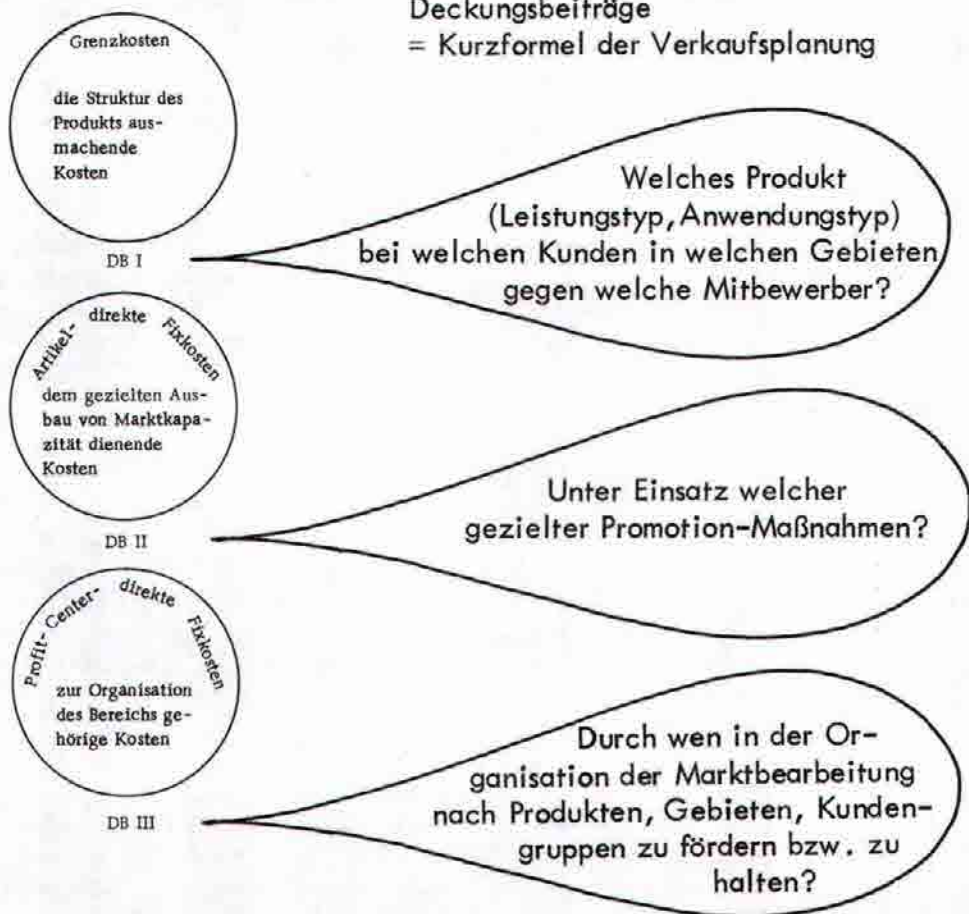 Deckungsbeiträge
= Kurzformel der Verkaufsplanung
Grenzkosten
die Struktur des
Produkts aus-
machende
Kosten
DB I
Welches Produkt
(Leistungstyp, Anwendungstyp)
bei welchen Kunden in welchen Gebieten
gegen welche Mitbewerber?
Artikel- direkte Fixkosten
dem gezielten Aus-
bau von Marktkapa-
zität dienende
Kosten
DB II
Unter Einsatz welcher
gezielter Promotion-Maßnahmen?
Profit-Center- direkte Fixkosten
zur Organisation
des Bereichs ge-
hörige Kosten
DB III
Durch wen in der Or-
ganisation der Marktbearbeitung
nach Produkten, Gebieten, Kunden-
gruppen zu fördern bzw. zu
halten?